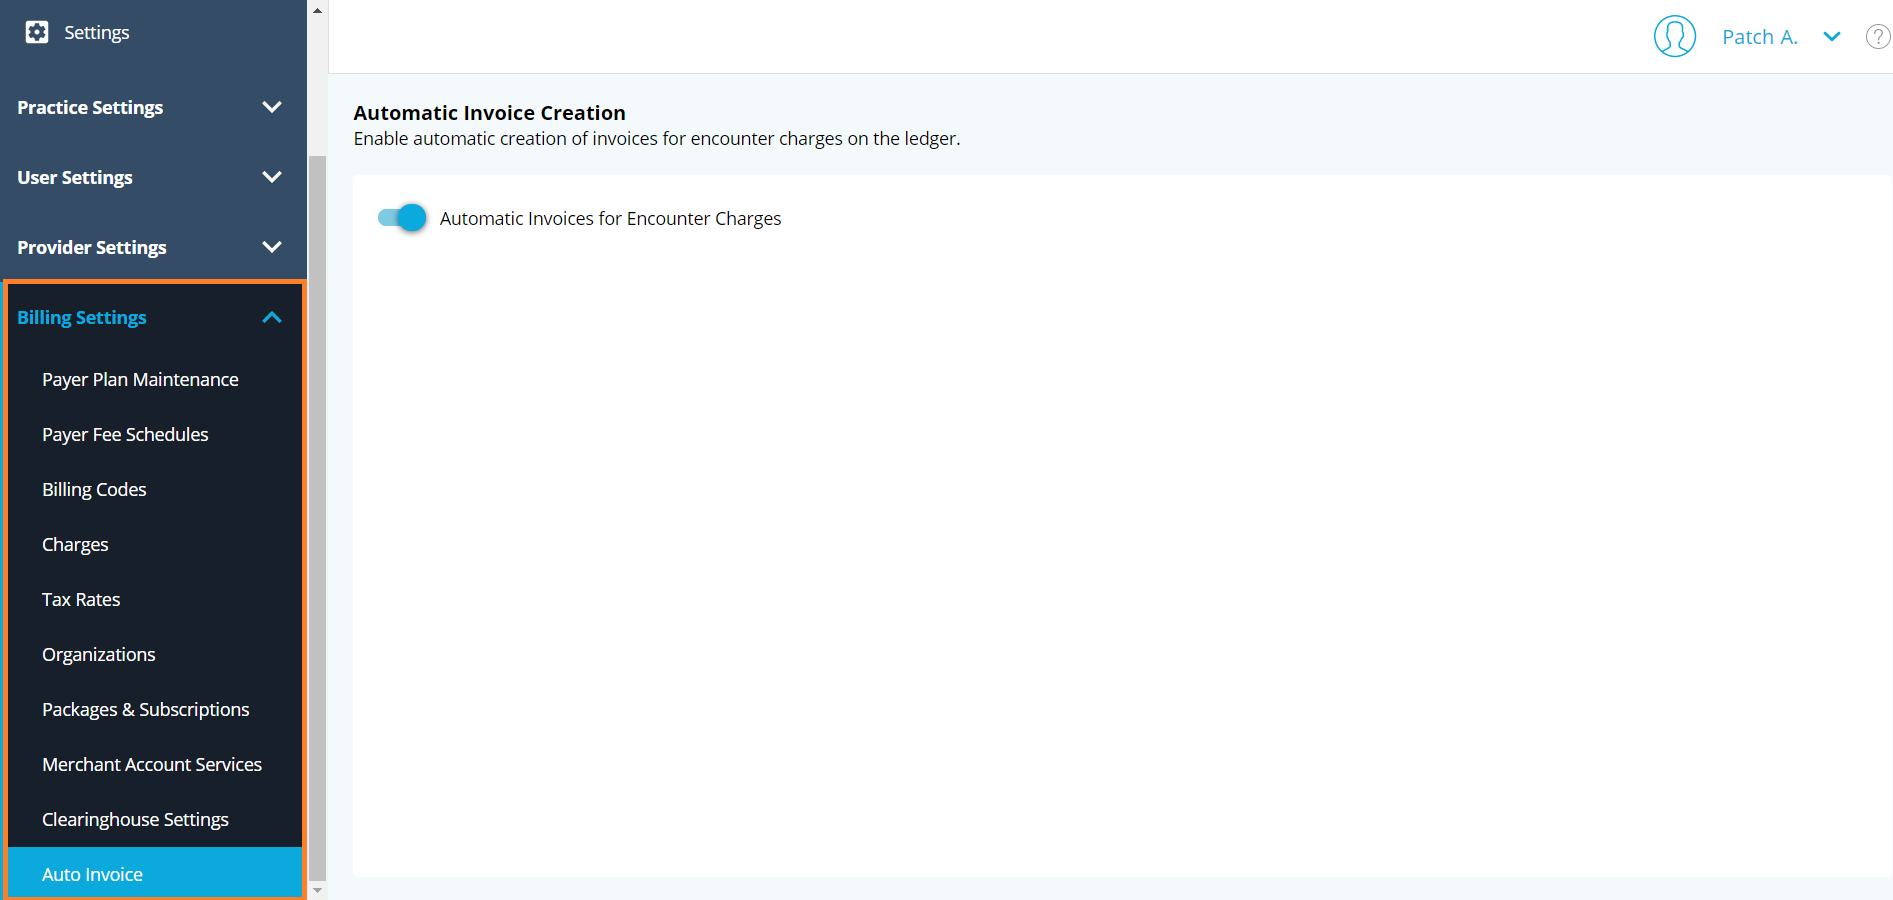 Settings
Practice Settings
User Settings
Provider Settings
Billing Settings
Payer Plan Maintenance
Payer Fee Schedules
Billing Codes
Charges
Tax Rates
Organizations
Packages & Subscriptions
Merchant Account Services
Clearinghouse Settings
Auto Invoice
Patch A.
?
Automatic Invoice Creation
Enable automatic creation of invoices for encounter charges on the ledger.
Automatic Invoices for Encounter Charges